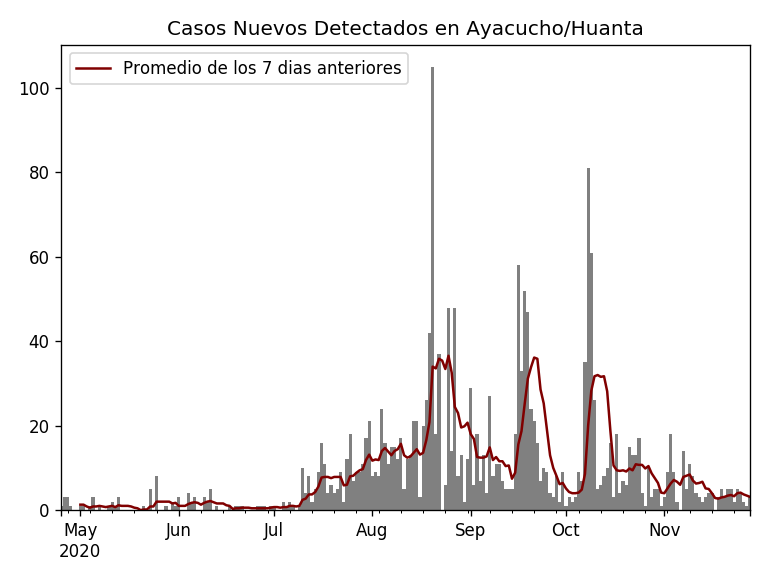 Casos Nuevos Detectados en Ayacucho/Huanta
Promedio de los 7 dias anteriores
100
80
60
40
20
0
May Jun Jul Aug Sep Oct Nov
2020